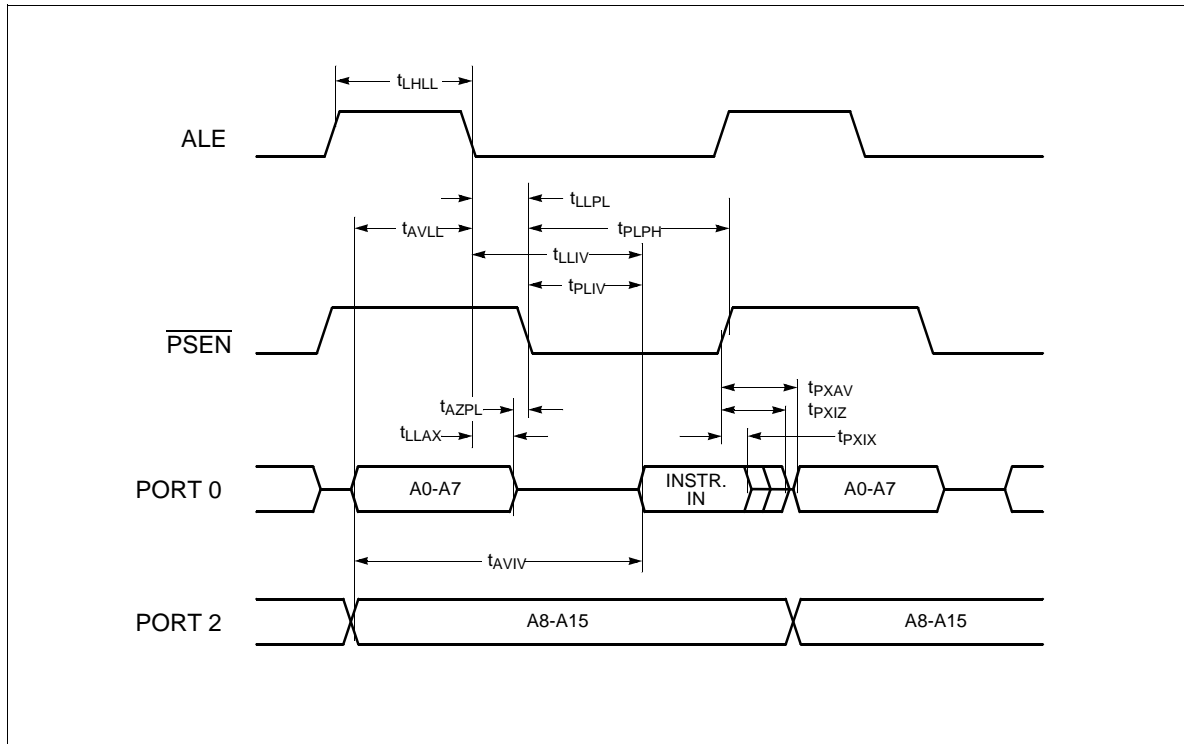 tLHLL
ALE
tLLPL
tAVLL
tPLPH
tLLIV
tPLIV
PSEN
tPXAV
tAZPL
tPXIZ
tLLAX
tPXIX
PORT 0
A0-A7
INSTR.
IN
A0-A7
tAVIV
PORT 2
A8-A15
A8-A15